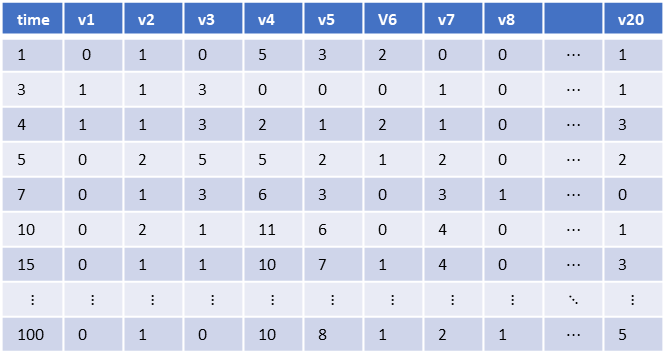 time v1 v2 v3 v4 v5 V6 v7 v8 v20
1 0 1 0 5 3 2 0 0 ⋯ 1
3 1 1 3 0 0 0 1 0 ⋯ 1
4 1 1 3 2 1 2 1 0 ⋯ 3
5 0 2 5 5 2 1 2 0 ⋯ 2
7 0 1 3 6 3 0 3 1 ⋯ 0
10 0 2 1 11 6 0 4 0 ⋯ 1
15 0 1 1 10 7 1 4 0 ⋯ 3
⋮ ⋮ ⋮ ⋮ ⋮ ⋮ ⋮ ⋮ ⋮ ⋱ ⋮
100 0 1 0 10 8 1 2 1 ⋯ 5